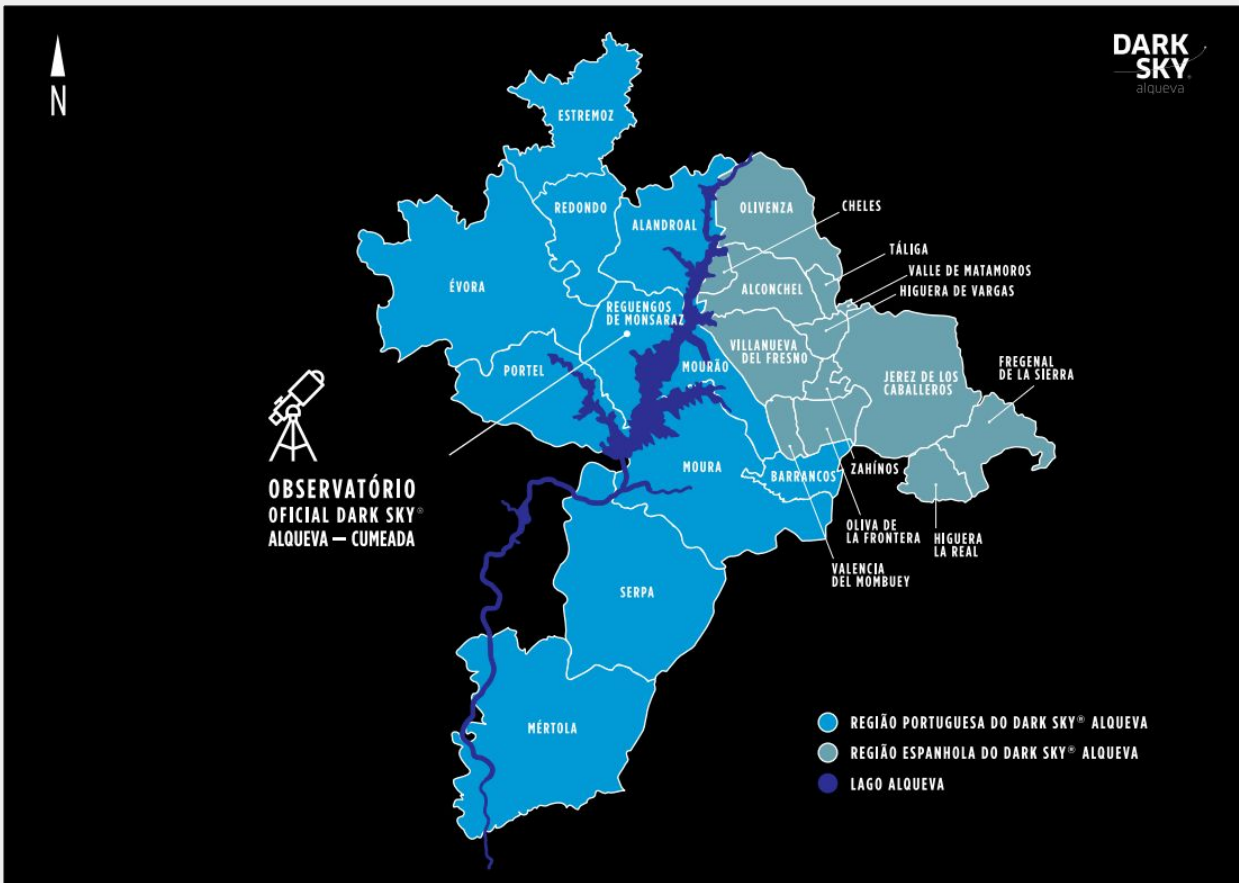 N
DARK
SKY®
alqueva
ESTREMOZ
REDONDO
ALANDROAL
OLIVENZA
CHELES
TÁLIGA
VALLE DE MATAMOROS
HIGUERA DE VARGAS
ÉVORA
ALCONCHEL
REGUENGOS
DE MONSARAZ
VILLANUEVA
DEL FRESNO
PORTEL
MOURÃO
JEREZ DE LOS
CABALLEROS
FREGENAL
DE LA SIERRA
MOURA
BARRANCOS
ZAHÍNOS
OBSERVATÓRIO
OFICIAL DARK SKY®
ALQUEVA — CUMEADA
OLIVA DE
LA FRONTERA
HIGUERA
LA REAL
VALENCIA
DEL MOMBUEY
SERPA
MÉRTOLA
REGIÃO PORTUGUESA DO DARK SKY® ALQUEVA
REGIÃO ESPANHOLA DO DARK SKY® ALQUEVA
LAGO ALQUEVA